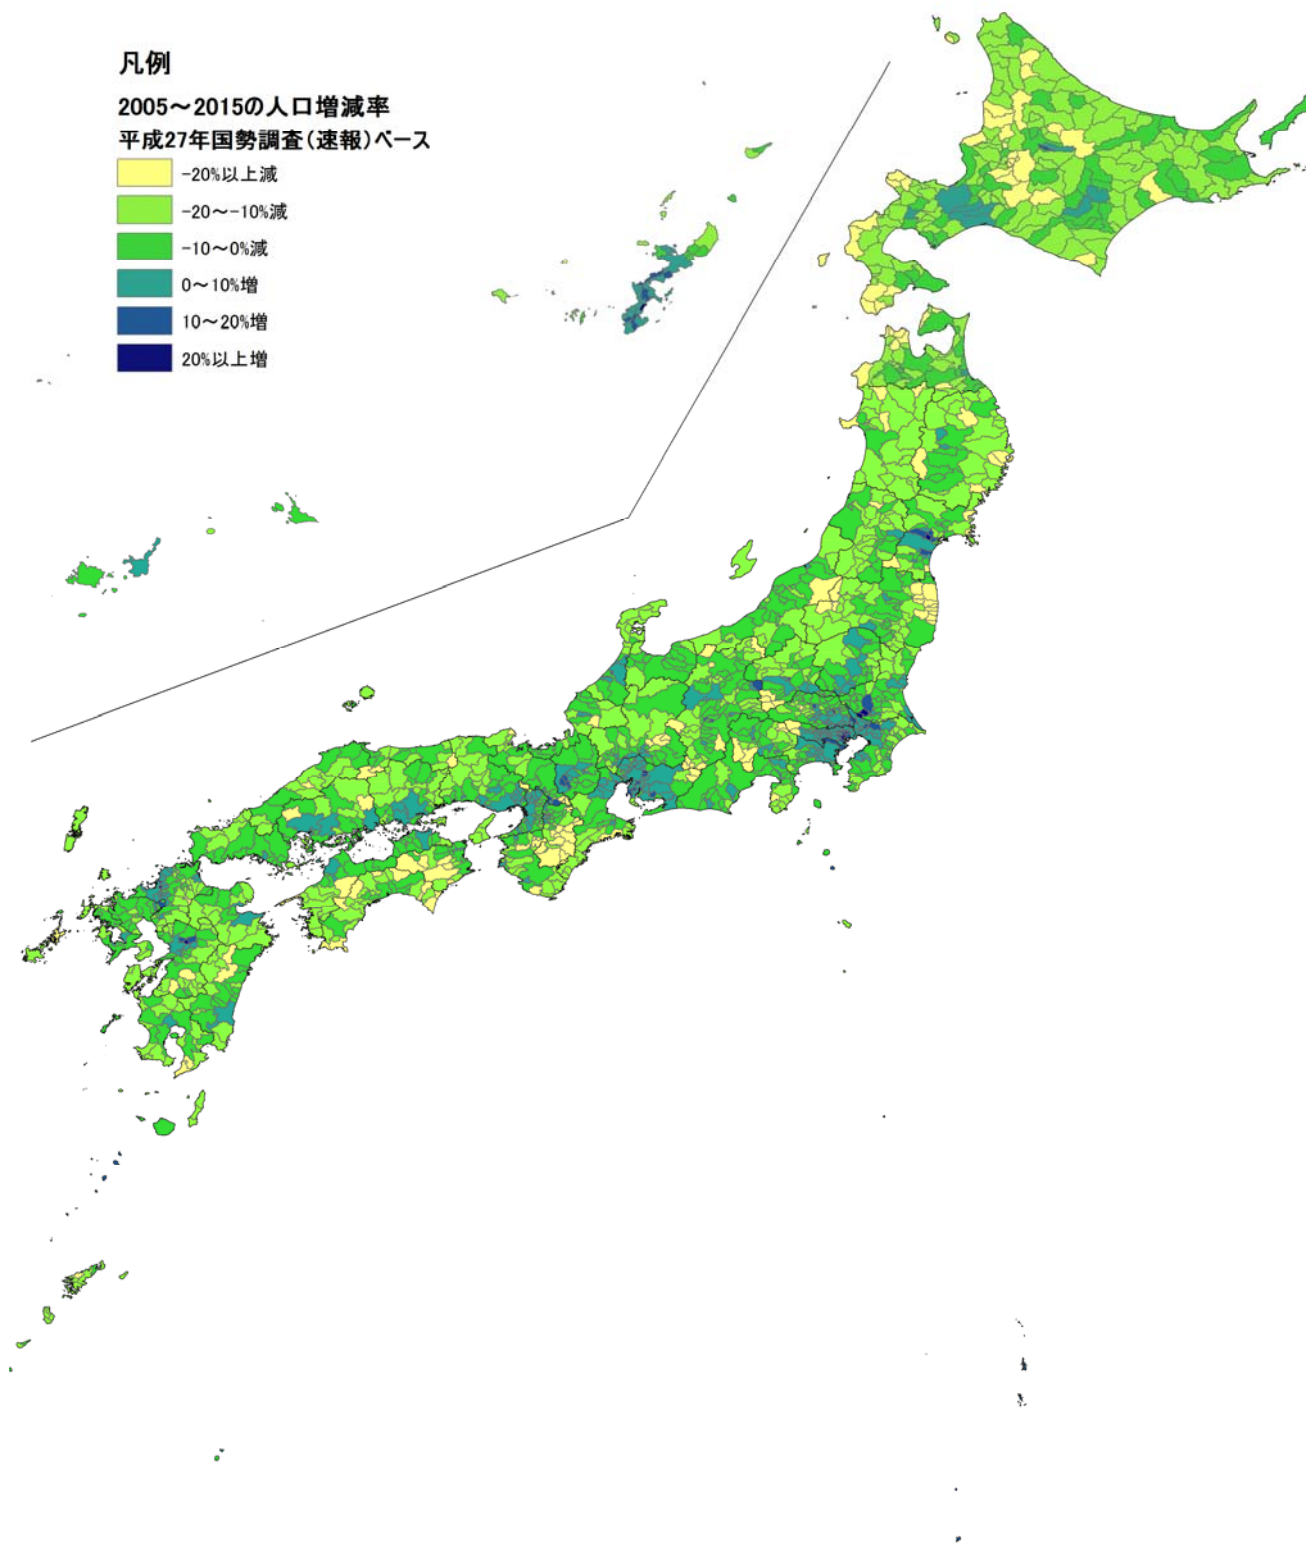 凡例
2005～2015の人口増減率
平成27年国勢調査(速報)ベース
-20%以上減
-20～-10%減
-10～0%減
0～10%増
10～20%増
20%以上増